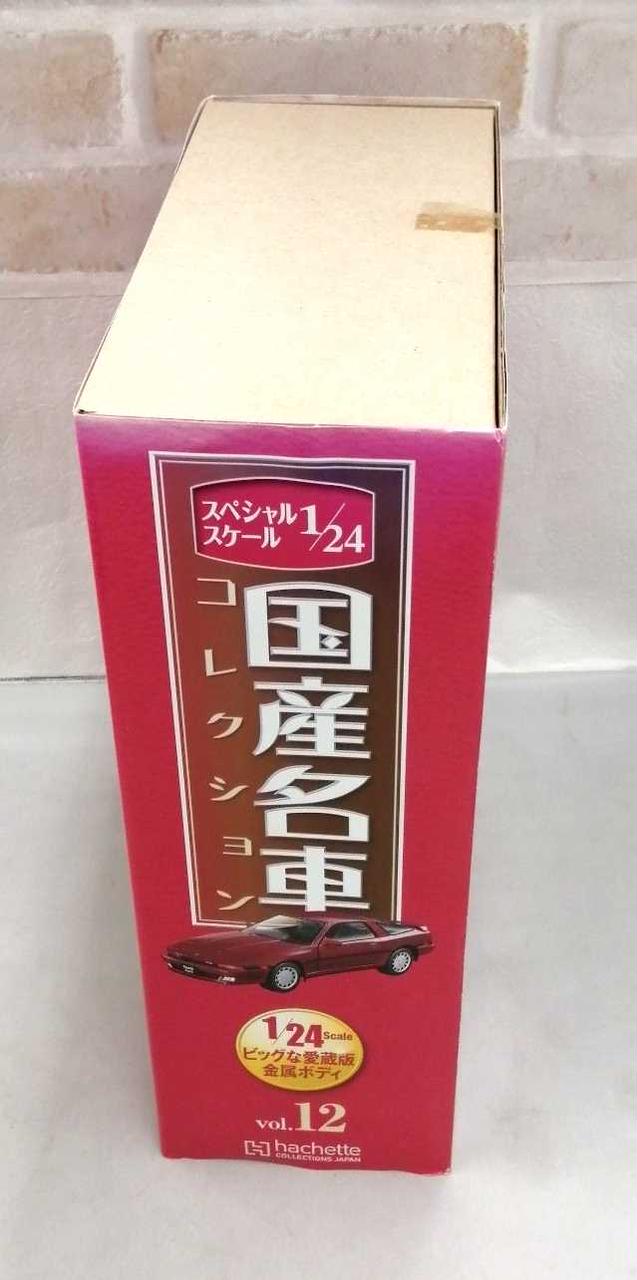 スペシャル
スケール 1/24
国産名車
コレクション
1/24 Scale
ビッグな愛蔵版
金属ボディ
vol.12
hachette
COLLECTIONS JAPAN